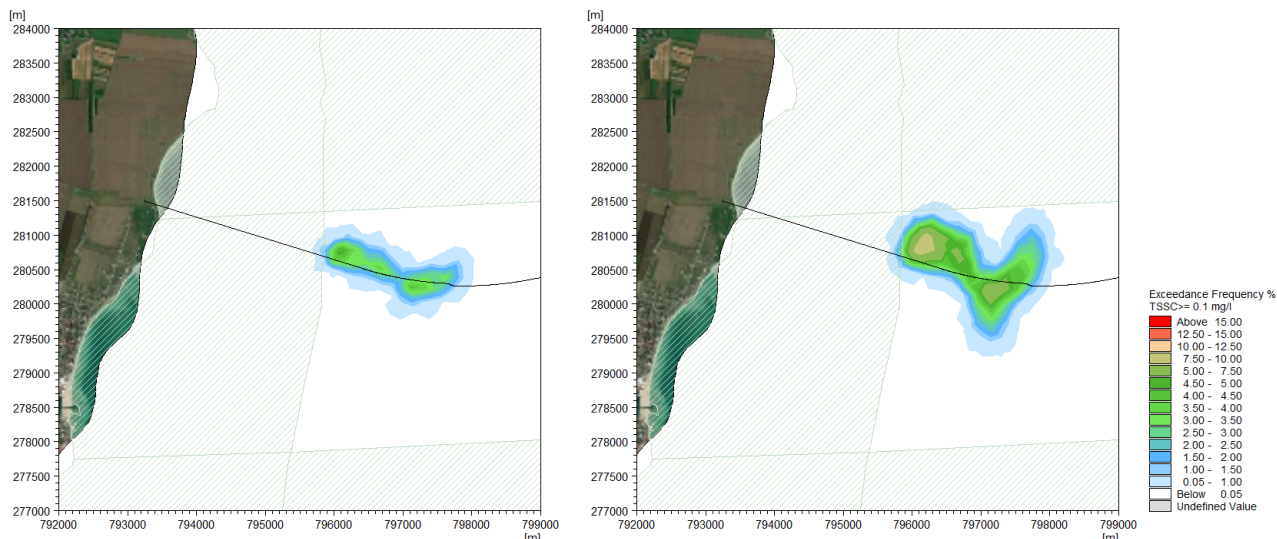 [m]
284000
283500
283000
282500
282000
281500
281000
280500
280000
279500
279000
278500
278000
277500
277000
792000 793000 794000 795000 796000 797000 798000 799000
[m]
[m]
284000
283500
283000
282500
282000
281500
281000
280500
280000
279500
279000
278500
278000
277500
277000
792000 793000 794000 795000 796000 797000 798000 799000
[m]
Exceedance Frequency %
TSSC>= 0.1 mg/l
Above 15.00
12.50 - 15.00
10.00 - 12.50
7.50 - 10.00
5.00 - 7.50
4.50 - 5.00
4.00 - 4.50
3.50 - 4.00
3.00 - 3.50
2.50 - 3.00
2.00 - 2.50
1.50 - 2.00
1.00 - 1.50
0.05 - 1.00
Below 0.05
Undefined Value